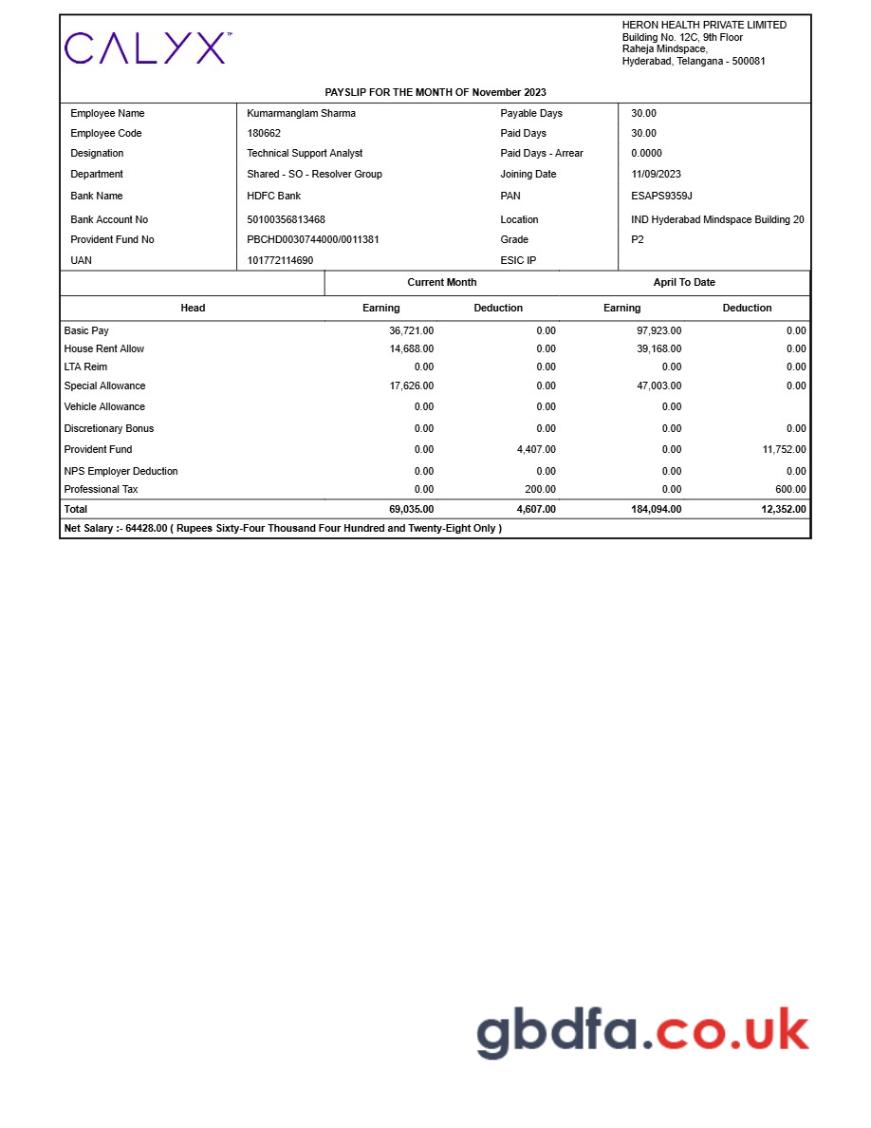 CALYX™
HERON HEALTH PRIVATE LIMITED
Building No. 12C, 9th Floor
Raheja Mindspace,
Hyderabad, Telangana - 500081
PAYSLIP FOR THE MONTH OF November 2023
Employee Name Kumarmanglam Sharma Payable Days 30.00
Employee Code 180662 Paid Days 30.00
Designation Technical Support Analyst Paid Days - Arrear 0.0000
Department Shared - SO - Resolver Group Joining Date 11/09/2023
Bank Name HDFC Bank PAN ESAPS9359J
Bank Account No 50100356813468 Location IND Hyderabad Mindspace Building 20
Provident Fund No PBCHD0030744000/0011381 Grade P2
UAN 101772114690 ESIC IP
Current Month April To Date
Head Earning Deduction Earning Deduction
Basic Pay 36,721.00 0.00 97,923.00 0.00
House Rent Allow 14,688.00 0.00 39,168.00 0.00
LTA Reim 0.00 0.00 0.00 0.00
Special Allowance 17,626.00 0.00 47,003.00 0.00
Vehicle Allowance 0.00 0.00 0.00
Discretionary Bonus 0.00 0.00 0.00 0.00
Provident Fund 0.00 4,407.00 0.00 11,752.00
NPS Employer Deduction 0.00 0.00 0.00 0.00
Professional Tax 0.00 200.00 0.00 600.00
Total 69,035.00 4,607.00 184,094.00 12,352.00
Net Salary :- 64428.00 ( Rupees Sixty-Four Thousand Four Hundred and Twenty-Eight Only )
gbdfa.co.uk